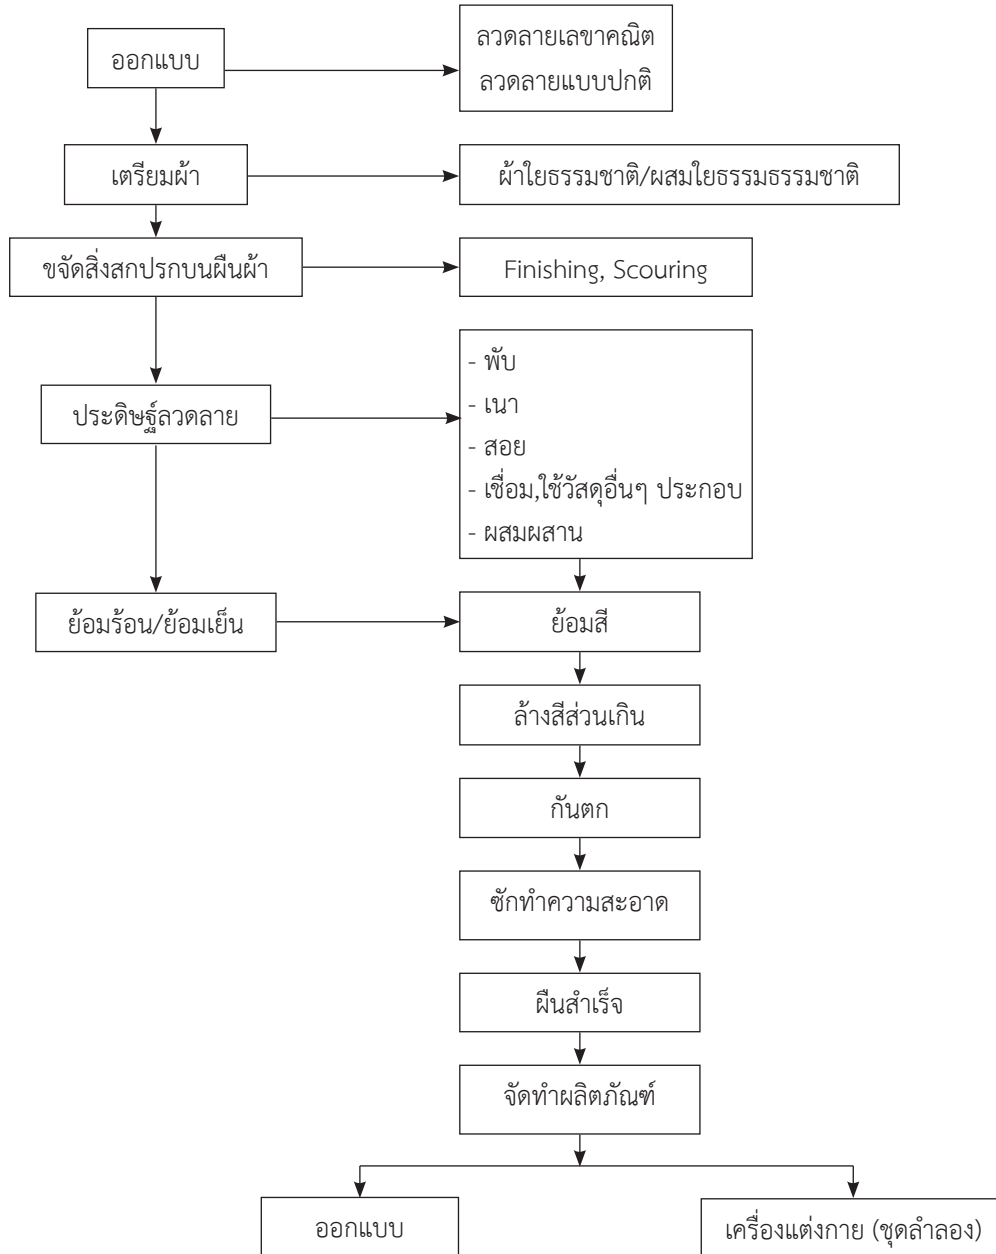 ออกแบบ
ลวดลายเลขาคณิต
ลวดลายแบบปกติ
เตรียมผ้า
ผ้าใยธรรมชาติ/ผสมใยธรรมธรรมชาติ
ขจัดสิ่งสกปรกบนผืนผ้า
Finishing, Scouring
ประดิษฐ์ลวดลาย
- พับ
- เนา
- สอย
- เชื่อม,ใช้วัสดุอื่นๆ ประกอบ
- ผสมผสาน
ย้อมร้อน/ย้อมเย็น
ย้อมสี
ล้างสีส่วนเกิน
กันตก
ซักทำความสะอาด
ผืนสำเร็จ
จัดทำผลิตภัณฑ์
ออกแบบ
เครื่องแต่งกาย (ชุดลำลอง)